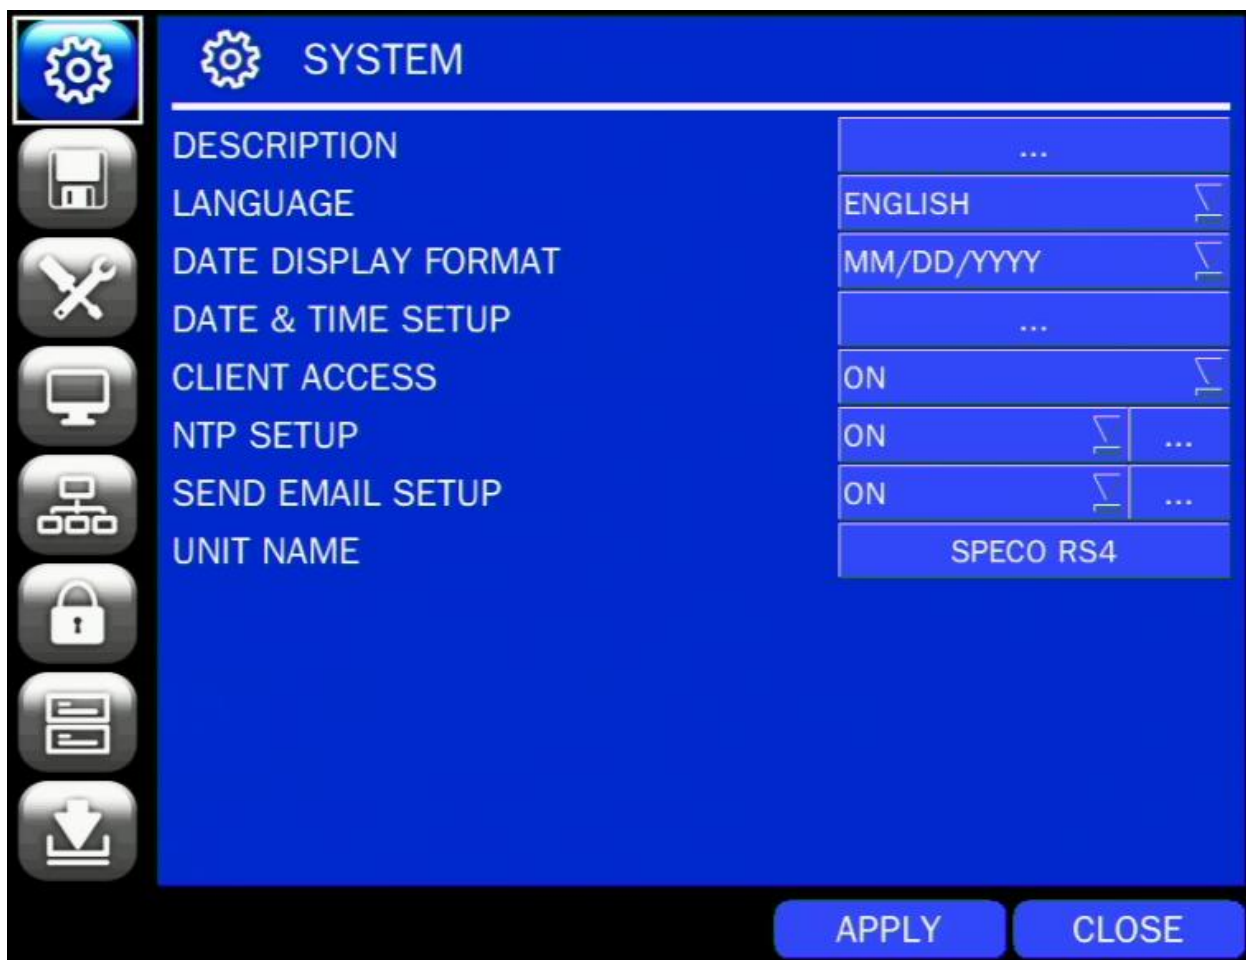 SYSTEM
DESCRIPTION ...
LANGUAGE ENGLISH
DATE DISPLAY FORMAT MM/DD/YYYY
DATE & TIME SETUP ...
CLIENT ACCESS ON
NTP SETUP ON ...
SEND EMAIL SETUP ON ...
UNIT NAME SPECO RS4
APPLY CLOSE